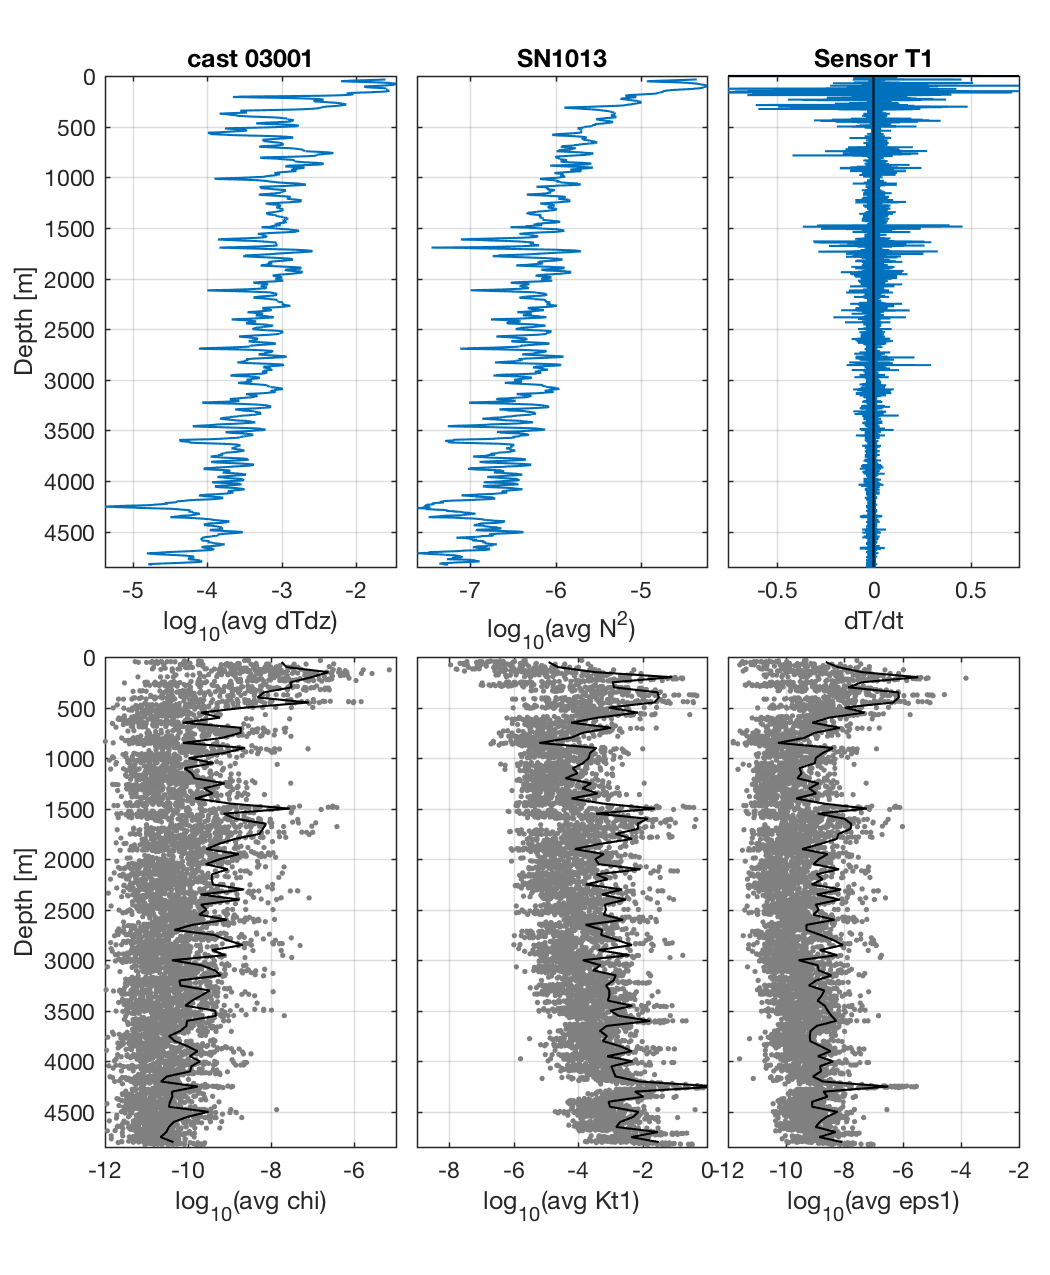 cast 03001 SN1013 Sensor T1
0
500
1000
1500
2000
2500
3000
3500
4000
4500
Depth [m]
-5 -4 -3 -2 -7 -6 -5 -0.5 0 0.5
log10(avg dTdz) log10(avg N2) dT/dt
0
500
1000
1500
2000
2500
3000
3500
4000
4500
Depth [m]
-12 -10 -8 -6 -8 -6 -4 -2 0 -12 -10 -8 -6 -4 -2
log10(avg chi) log10(avg Kt1) log10(avg eps1)